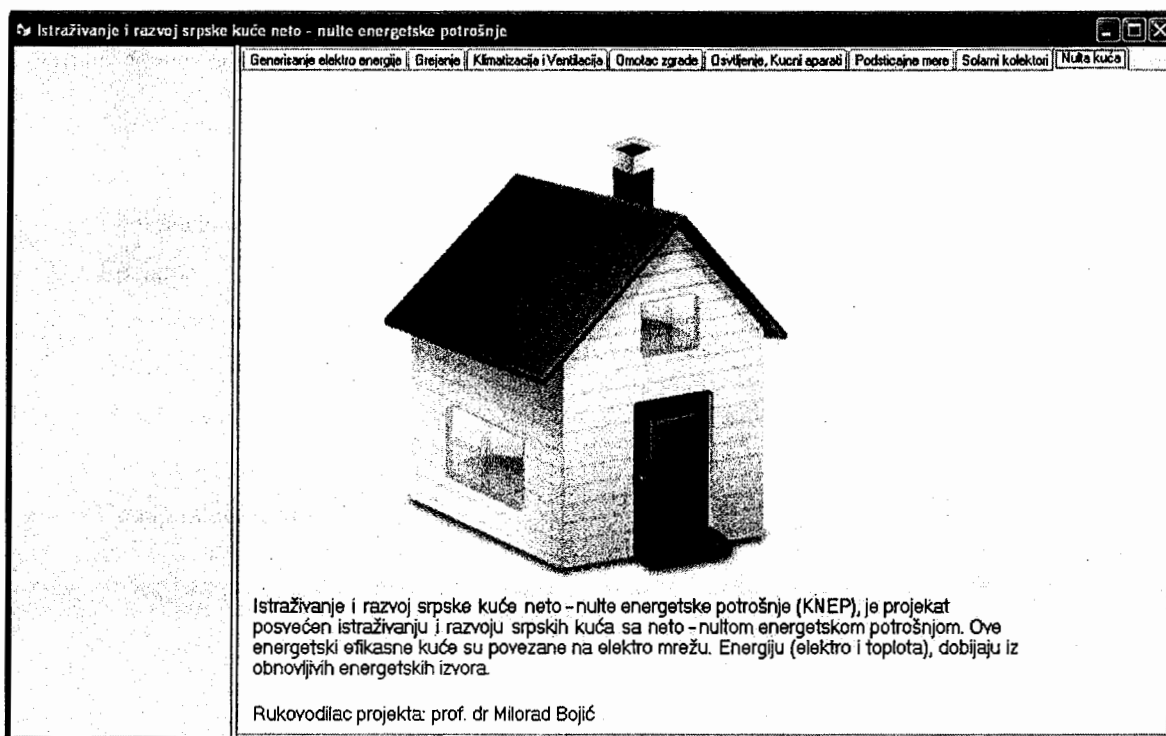 Istraživanje i razvoj srpske kuće neto - nulte energetske potrošnje
Generisanje elektro energije Grejanje Klimatizacija i Ventilacija Omotac zgrade Osvtljenje, Kucni aparati Podsticajne mere Solarni kolektori Nulta kuća
Istraživanje i razvoj srpske kuće neto - nulte energetske potrošnje (KNEP), je projekat
posvećen istraživanju i razvoju srpskih kuća sa neto - nultom energetskom potrošnjom. Ove
energetski efikasne kuće su povezane na elektro mrežu. Energiju (elektro i toplota), dobijaju iz
obnovljivih energetskih izvora.
Rukovodilac projekta: prof. dr Milorad Bojić